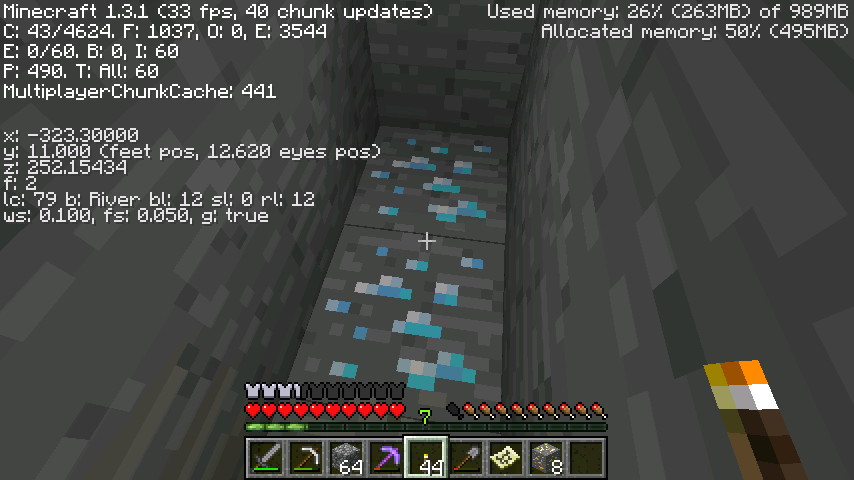 Minecraft 1.3.1 (33 fps, 40 chunk updates)
Used memory: 26% (263MB) of 989MB
C: 43/4624. F: 1037, O: 0, E: 3544
Allocated memory: 50% (495MB)
E: 0/60. B: 0, I: 60
P: 490. T: All: 60
MultiplayerChunkCache: 441
x: -323.30000
y: 11.000 (feet pos, 12.620 eyes pos)
z: 252.15434
f: 2
lc: 79 b: River bl: 12 sl: 0 rl: 12
ws: 0.100, fs: 0.050, g: true
7
64
44
8